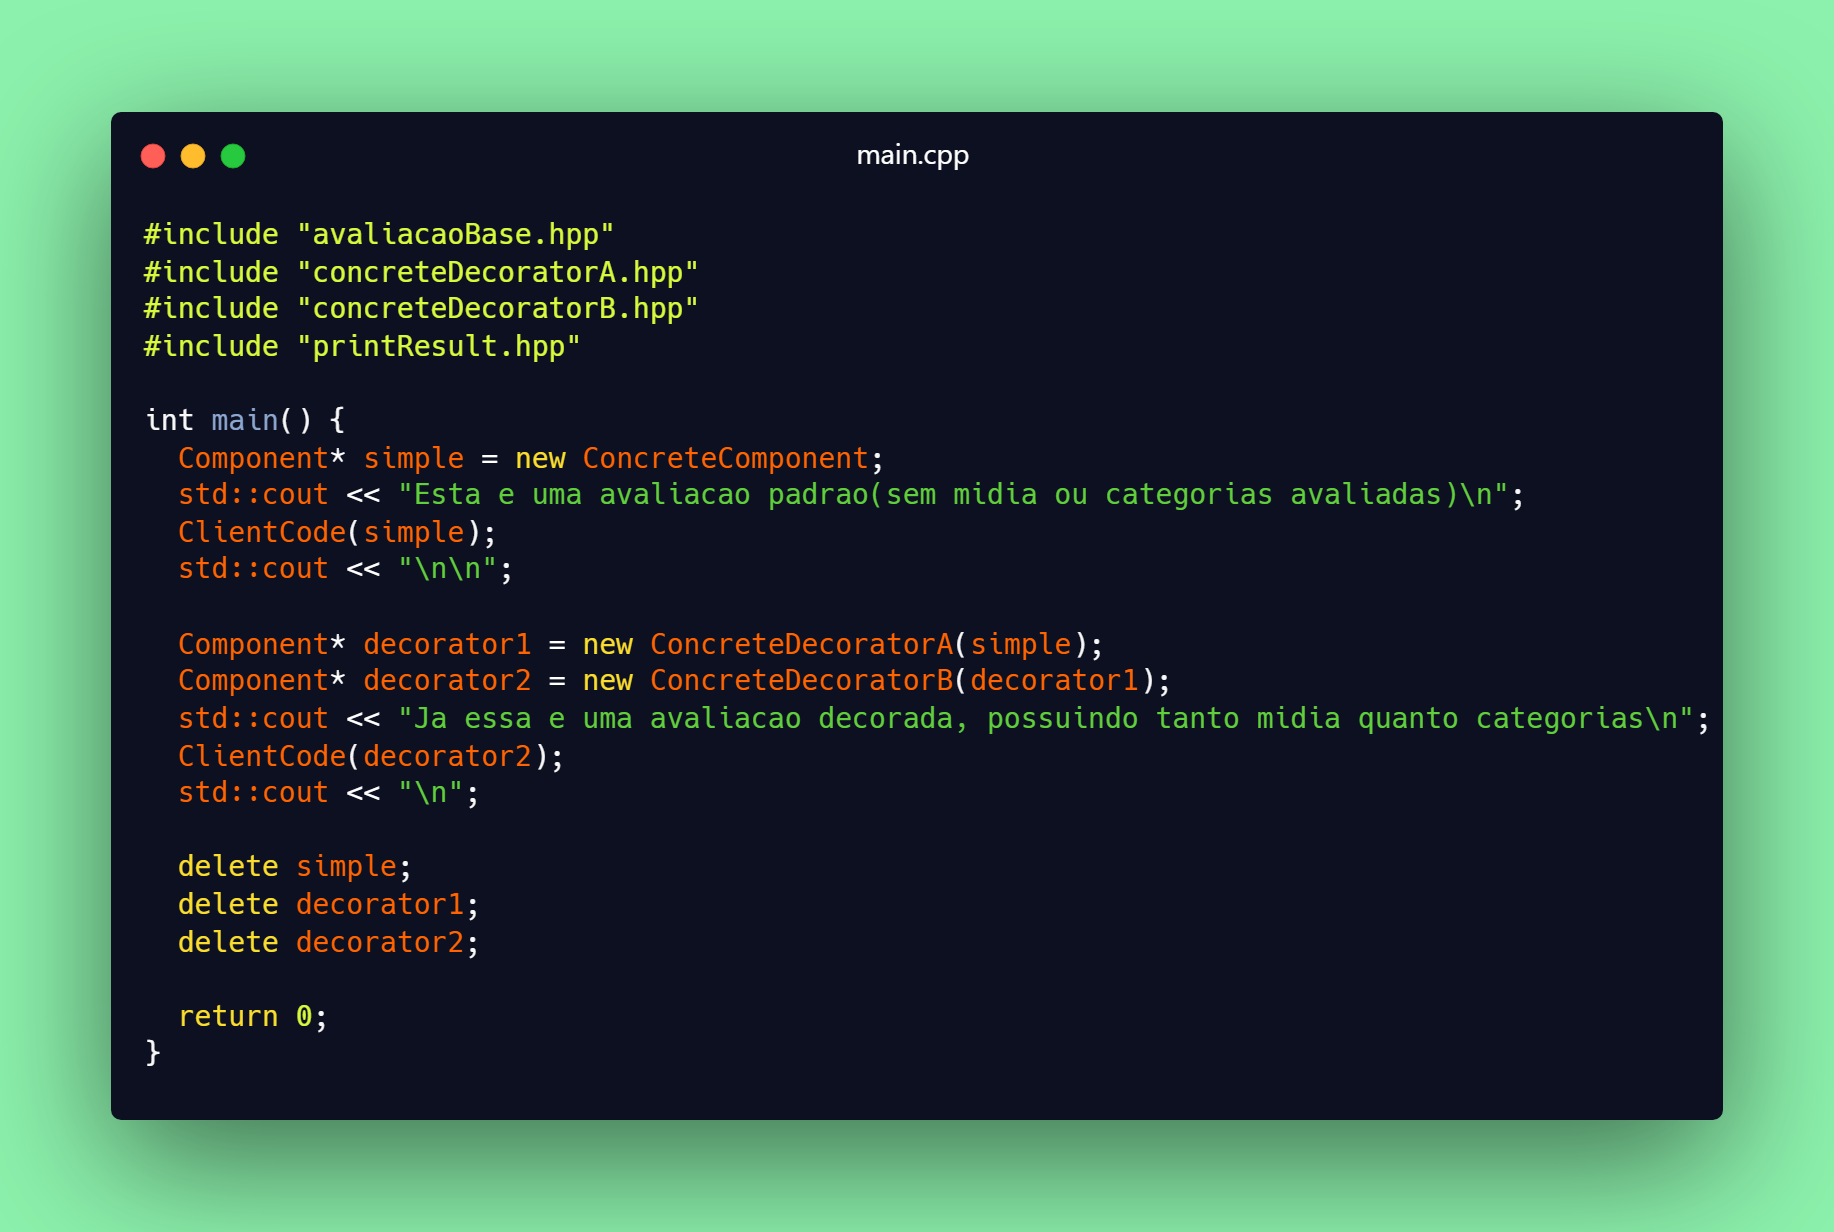 main.cpp
#include "avaliacaoBase.hpp"
#include "concreteDecoratorA.hpp"
#include "concreteDecoratorB.hpp"
#include "printResult.hpp"
int main() {
  Component* simple = new ConcreteComponent;
  std::cout << "Esta e uma avaliacao padrao(sem midia ou categorias avaliadas)\n";
  ClientCode(simple);
  std::cout << "\n\n";
  Component* decorator1 = new ConcreteDecoratorA(simple);
  Component* decorator2 = new ConcreteDecoratorB(decorator1);
  std::cout << "Ja essa e uma avaliacao decorada, possuindo tanto midia quanto categorias\n";
  ClientCode(decorator2);
  std::cout << "\n";
  delete simple;
  delete decorator1;
  delete decorator2;
  return 0;
}